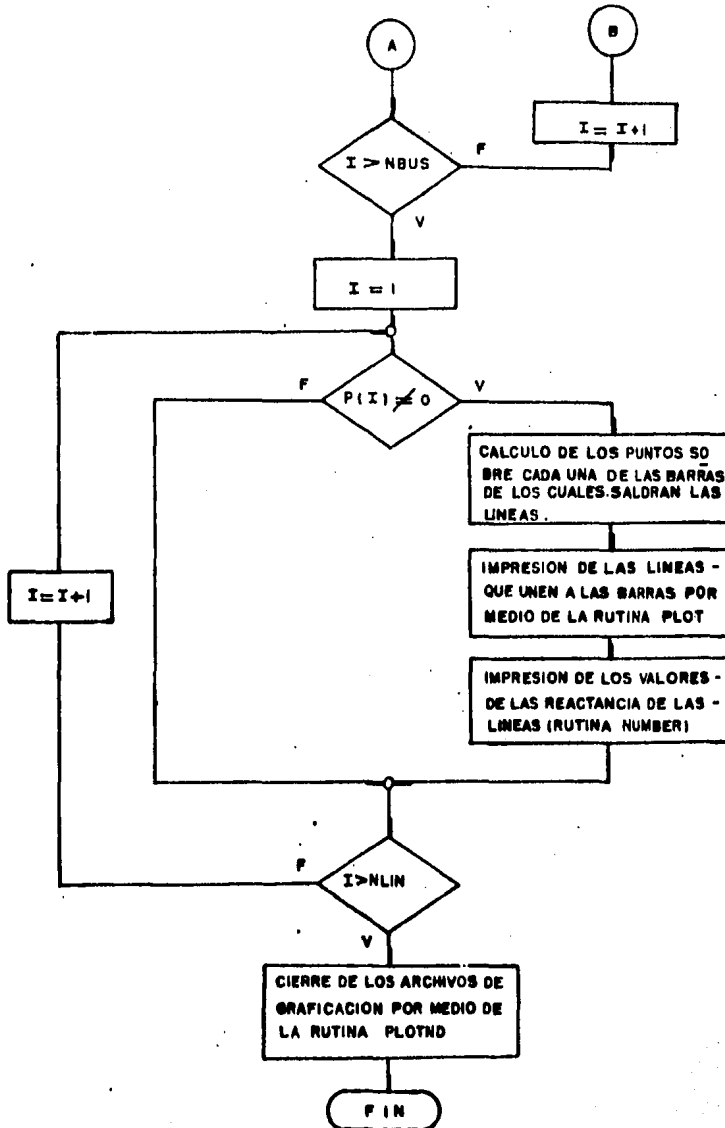 A
B
I = I+1
I > NBUS
F
V
I = 1
F
P(I) ≠ 0
V
CALCULO DE LOS PUNTOS SO
BRE CADA UNA DE LAS BARRAS
DE LOS CUALES. SALDRAN LAS
LINEAS.
IMPRESION DE LAS LINEAS -
QUE UNEN A LAS BARRAS POR
MEDIO DE LA RUTINA PLOT
I=I+1
IMPRESION DE LOS VALORES -
DE LAS REACTANCIA DE LAS -
LINEAS (RUTINA NUMBER)
F
I>NLIN
V
CIERRE DE LOS ARCHIVOS DE
GRAFICACION POR MEDIO DE
LA RUTINA PLOTND
FIN